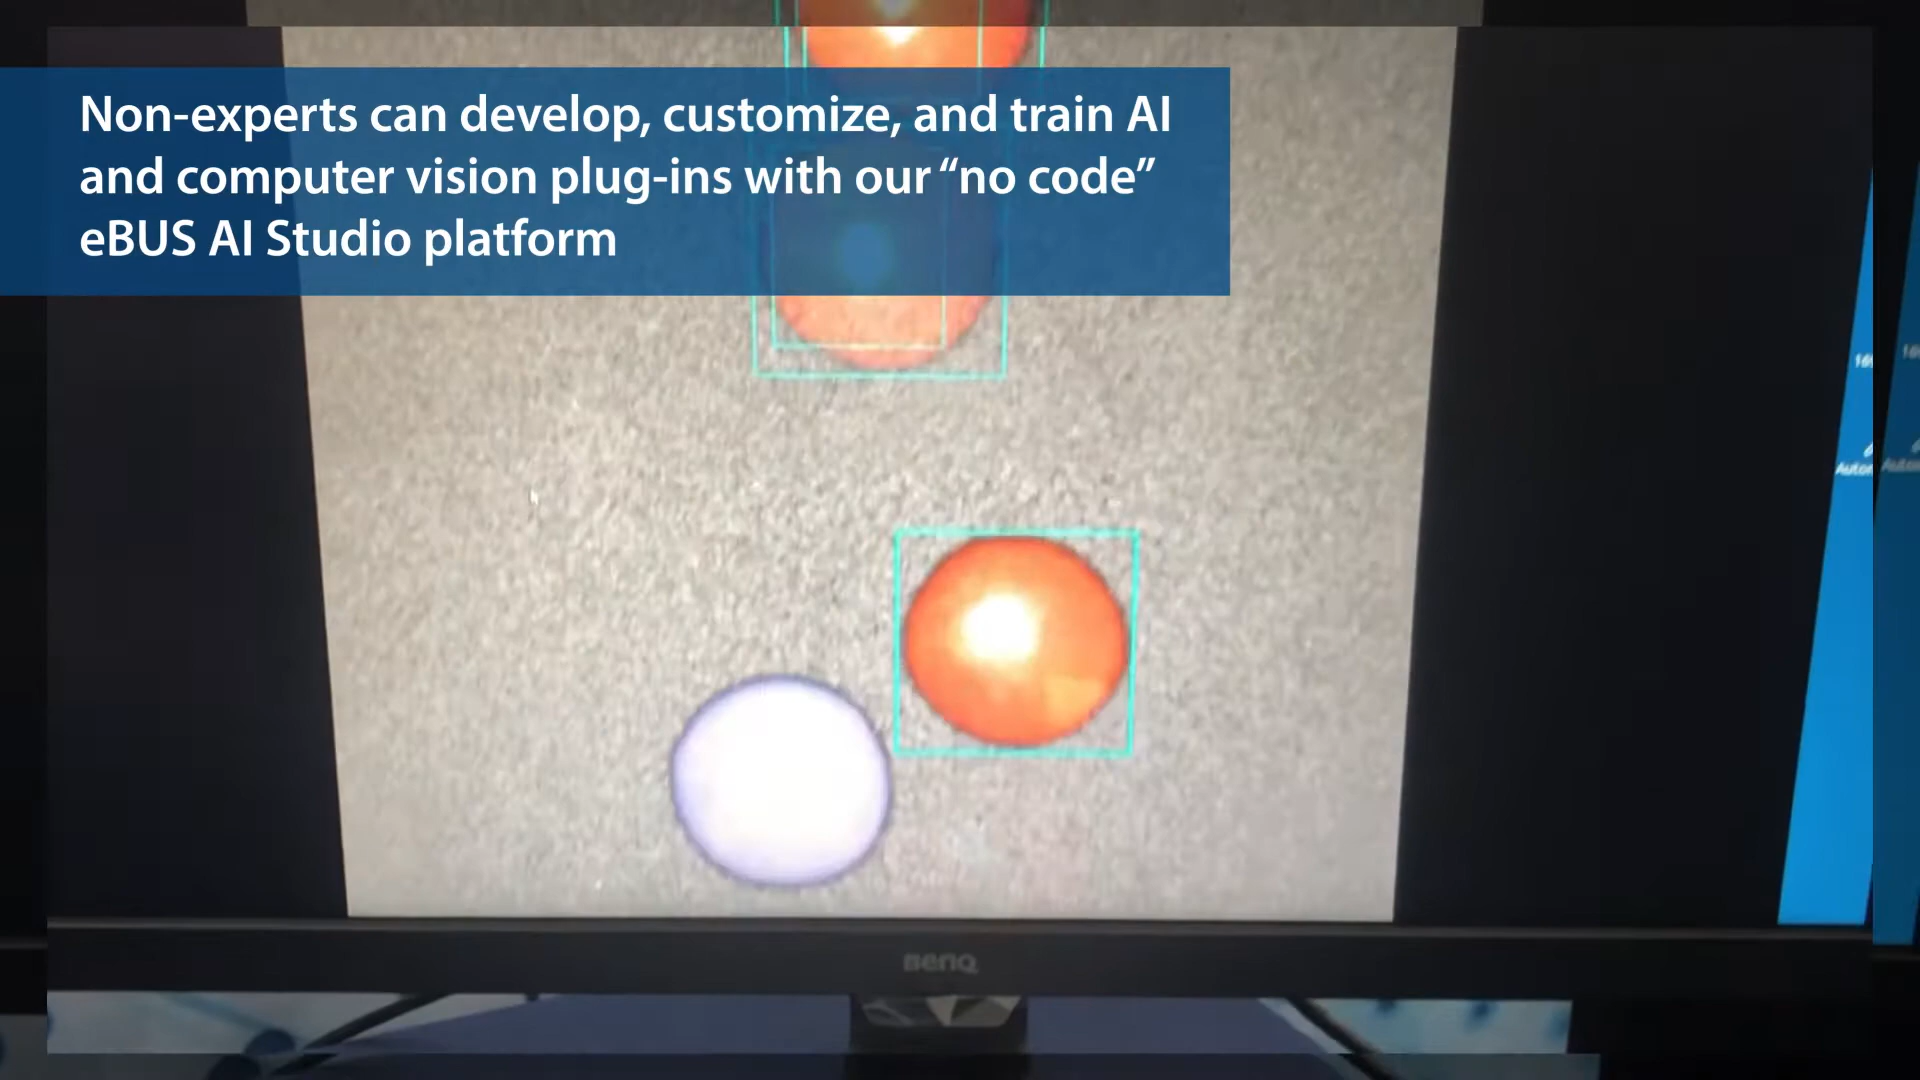 Non-experts can develop, customize, and train AI
and computer vision plug-ins with our “no code”
eBUS AI Studio platform
BenQ